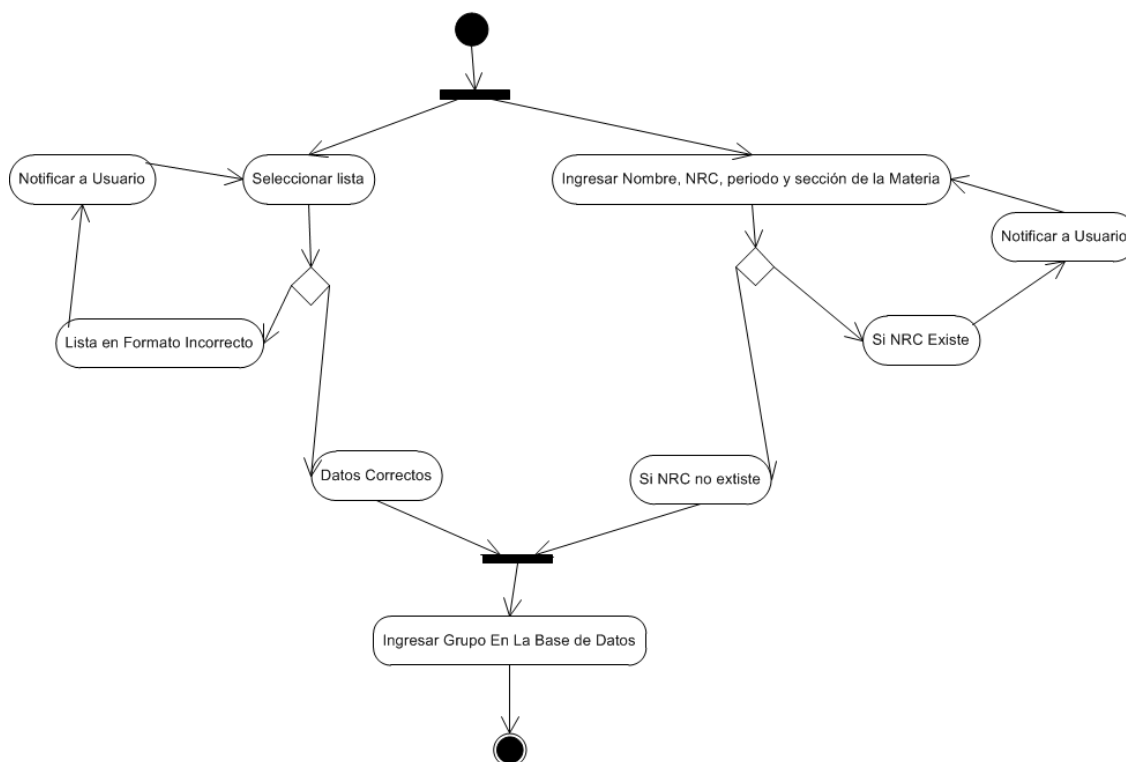 Notificar a Usuario
Seleccionar lista
Ingresar Nombre, NRC, periodo y sección de la Materia
Notificar a Usuario
Lista en Formato Incorrecto
Si NRC Existe
Datos Correctos
Si NRC no extiste
Ingresar Grupo En La Base de Datos